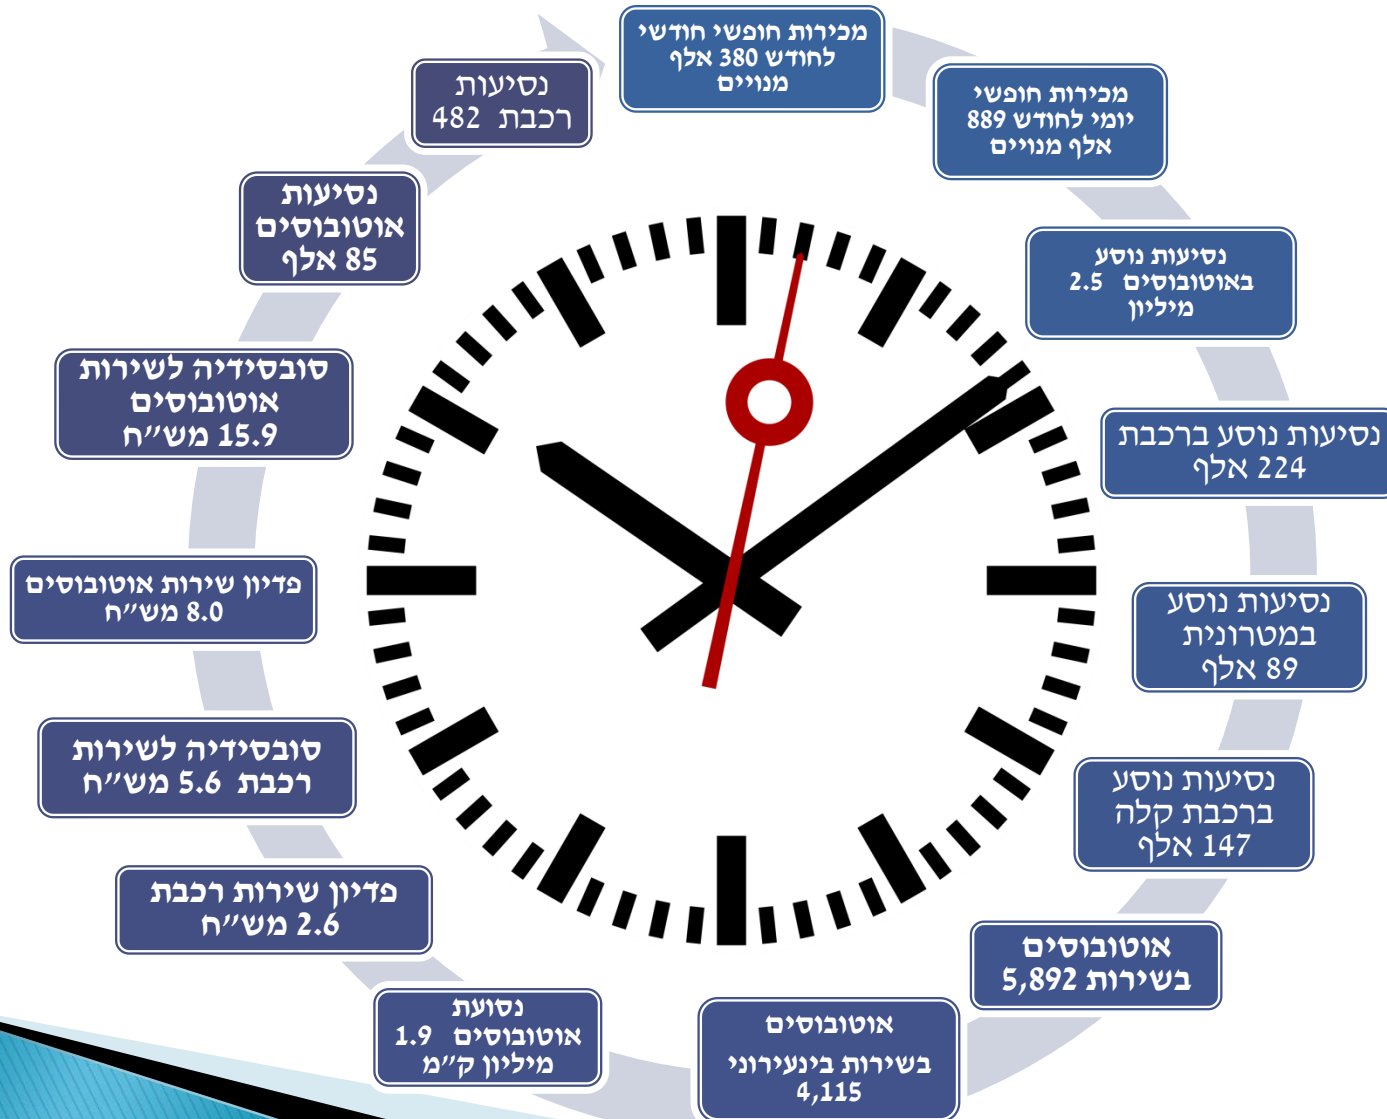 מכירות חופשי חודשי
לחודש 380 אלף
מנויים
מכירות חופשי
יומי לחודש 889
אלף מנויים
נסיעות נוסע
באוטובוסים 2.5
מיליון
נסיעות נוסע ברכבת
224 אלף
נסיעות נוסע
במטרונית
89 אלף
נסיעות נוסע
ברכבת קלה
147 אלף
אוטובוסים
בשירות 5,892
אוטובוסים
בשירות בינעירוני
4,115
נסועת
אוטובוסים 1.9
מיליון ק״מ
פדיון שירות רכבת
2.6 מש״ח
סובסידיה לשירות
רכבת 5.6 מש״ח
פדיון שירות אוטובוסים
8.0 מש״ח
סובסידיה לשירות
אוטובוסים
15.9 מש״ח
נסיעות
אוטובוסים
85 אלף
נסיעות
רכבת 482